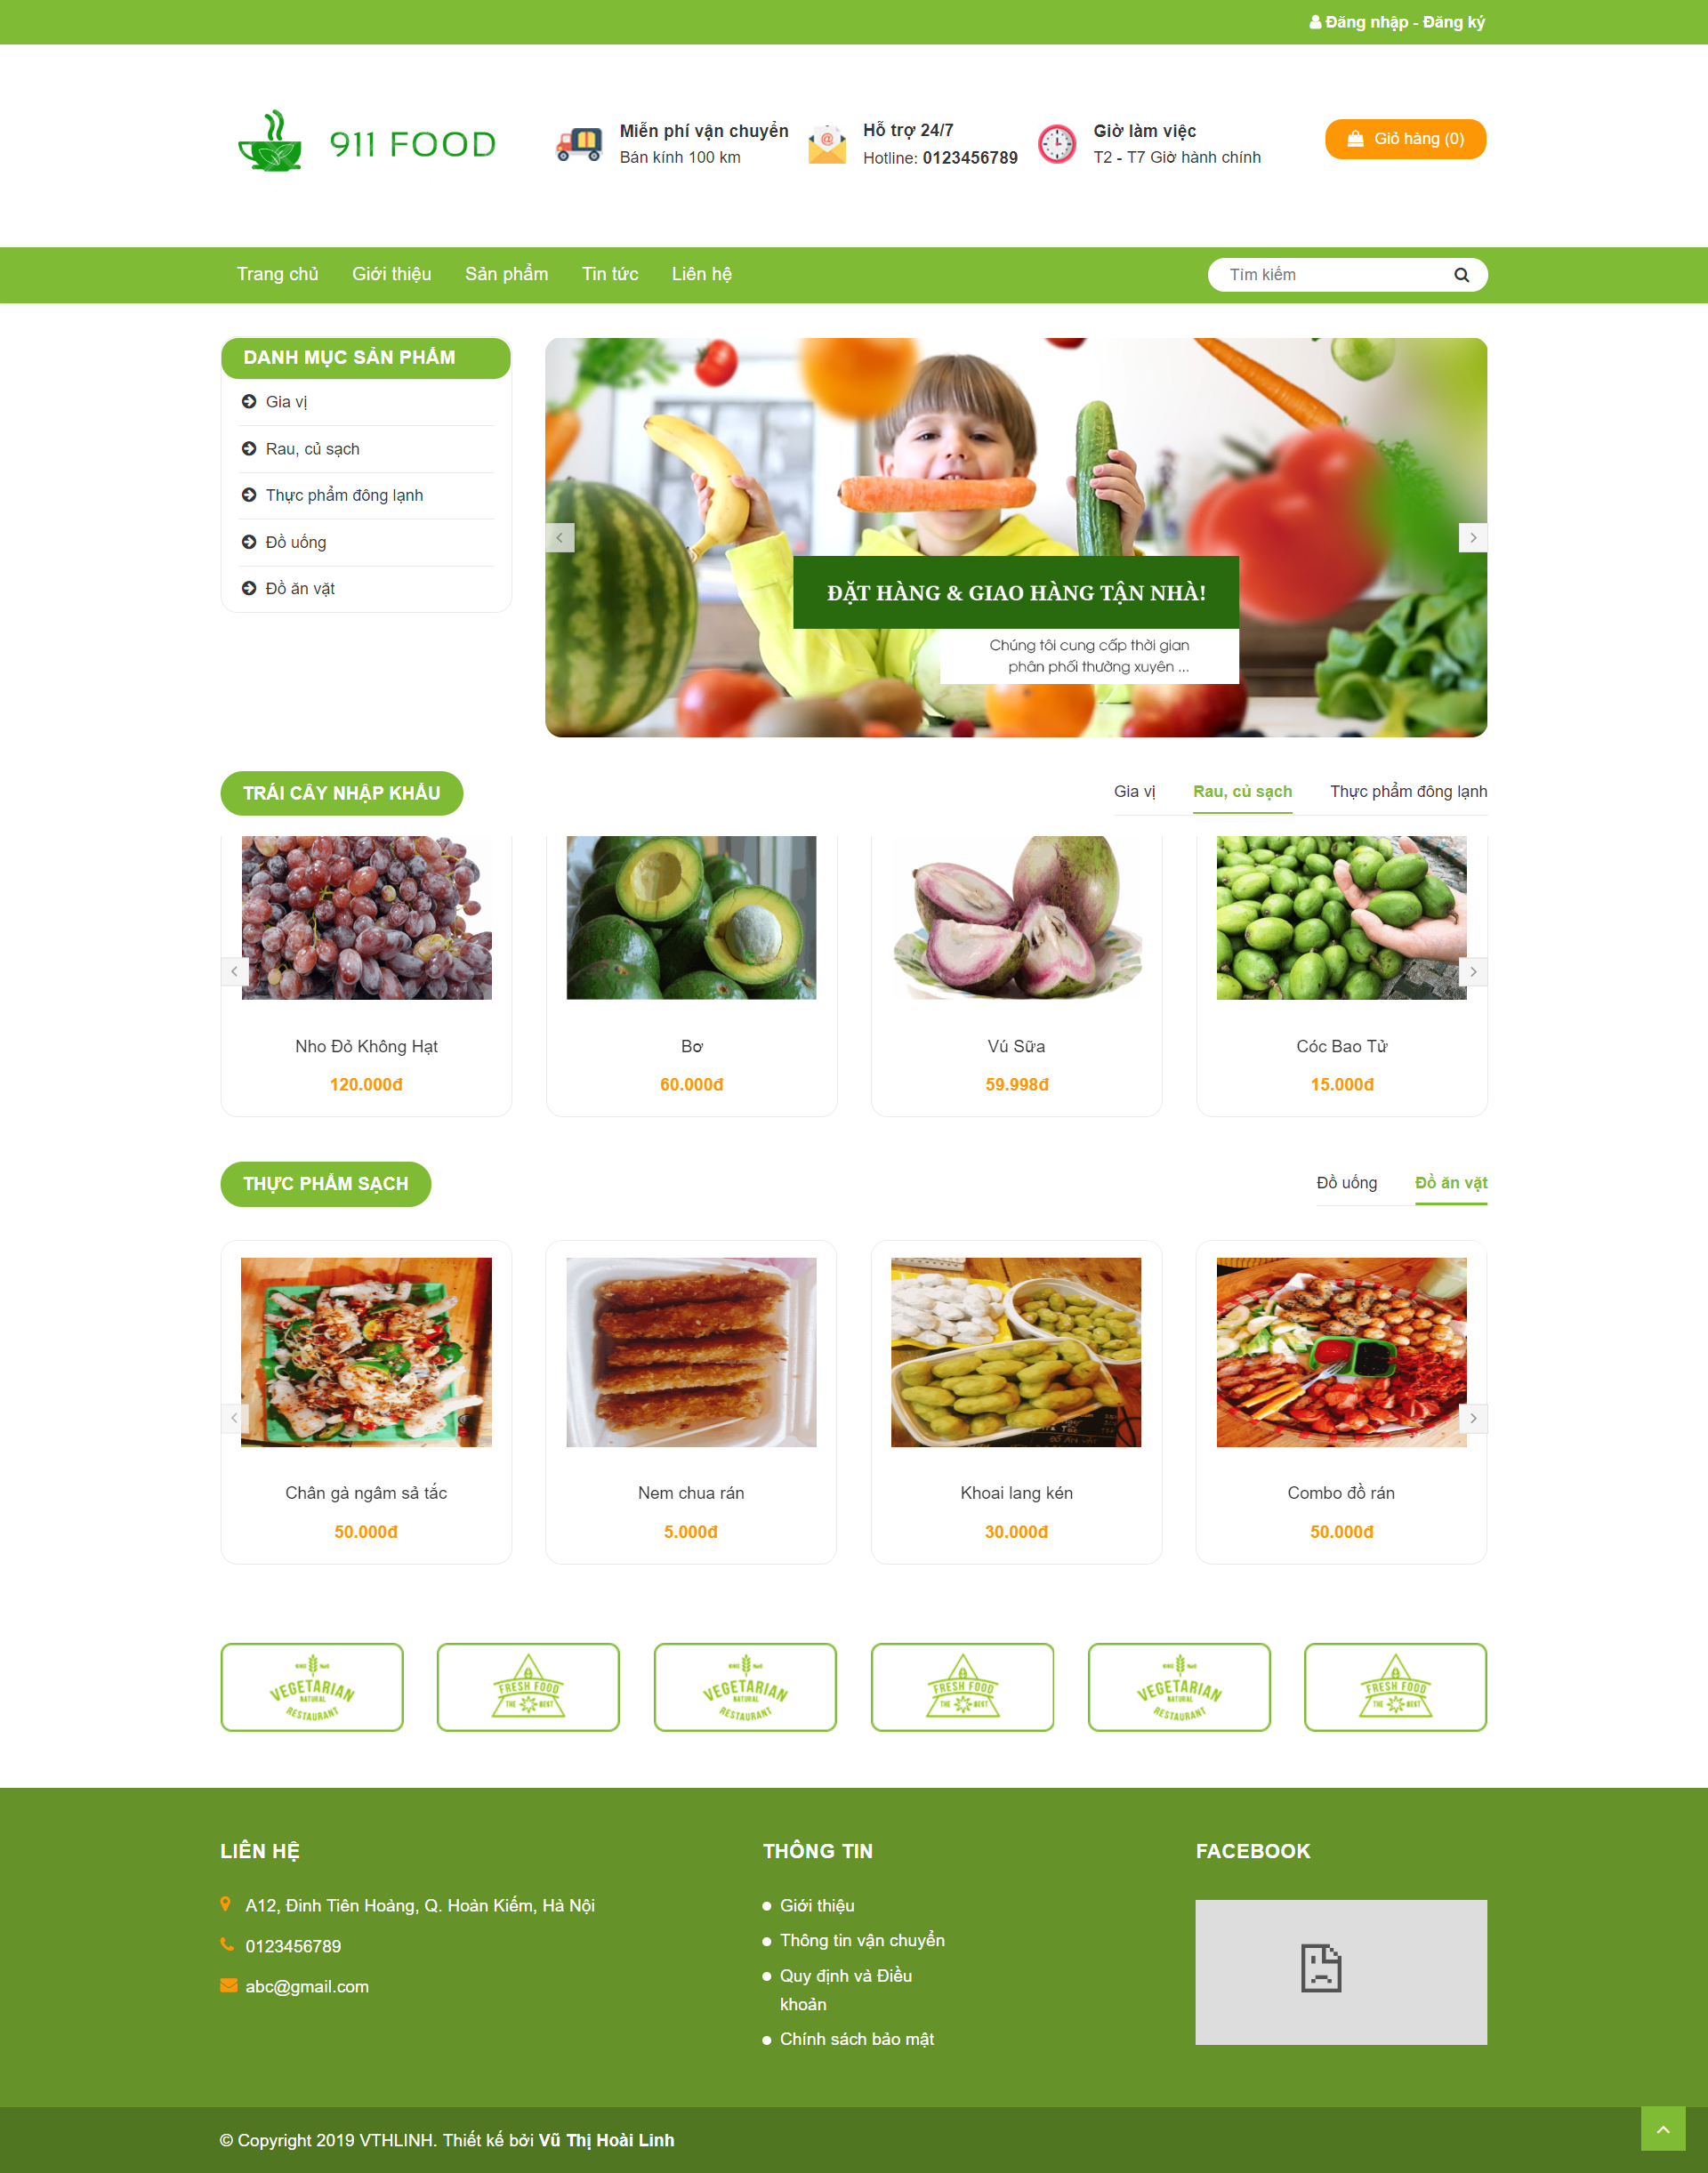 Đăng nhập - Đăng ký
911 FOOD
Miễn phí vận chuyển
Bán kính 100 km
Hỗ trợ 24/7
Hotline: 0123456789
Giờ làm việc
T2 - T7 Giờ hành chính
Giỏ hàng (0)
Trang chủ
Giới thiệu
Sản phẩm
Tin tức
Liên hệ
Tìm kiếm
DANH MỤC SẢN PHẨM
Gia vị
Rau, củ sạch
Thực phẩm đông lạnh
Đồ uống
Đồ ăn vặt
ĐẶT HÀNG & GIAO HÀNG TẬN NHÀ!
Chúng tôi cung cấp thời gian
phân phối thường xuyên ...
TRÁI CÂY NHẬP KHẨU
Gia vị
Rau, củ sạch
Thực phẩm đông lạnh
Nho Đỏ Không Hạt
120.000đ
Bơ
60.000đ
Vú Sữa
59.998đ
Cóc Bao Tử
15.000đ
THỰC PHẨM SẠCH
Đồ uống
Đồ ăn vặt
Chân gà ngâm sả tắc
50.000đ
Nem chua rán
5.000đ
Khoai lang kén
30.000đ
Combo đồ rán
50.000đ
VEGETARIAN
NATURAL
RESTAURANT
FRESH FOOD
THE BEST
VEGETARIAN
NATURAL
RESTAURANT
FRESH FOOD
THE BEST
VEGETARIAN
NATURAL
RESTAURANT
FRESH FOOD
THE BEST
LIÊN HỆ
A12, Đinh Tiên Hoàng, Q. Hoàn Kiếm, Hà Nội
0123456789
abc@gmail.com
THÔNG TIN
Giới thiệu
Thông tin vận chuyển
Quy định và Điều
khoản
Chính sách bảo mật
FACEBOOK
© Copyright 2019 VTHLINH. Thiết kế bởi Vũ Thị Hoài Linh